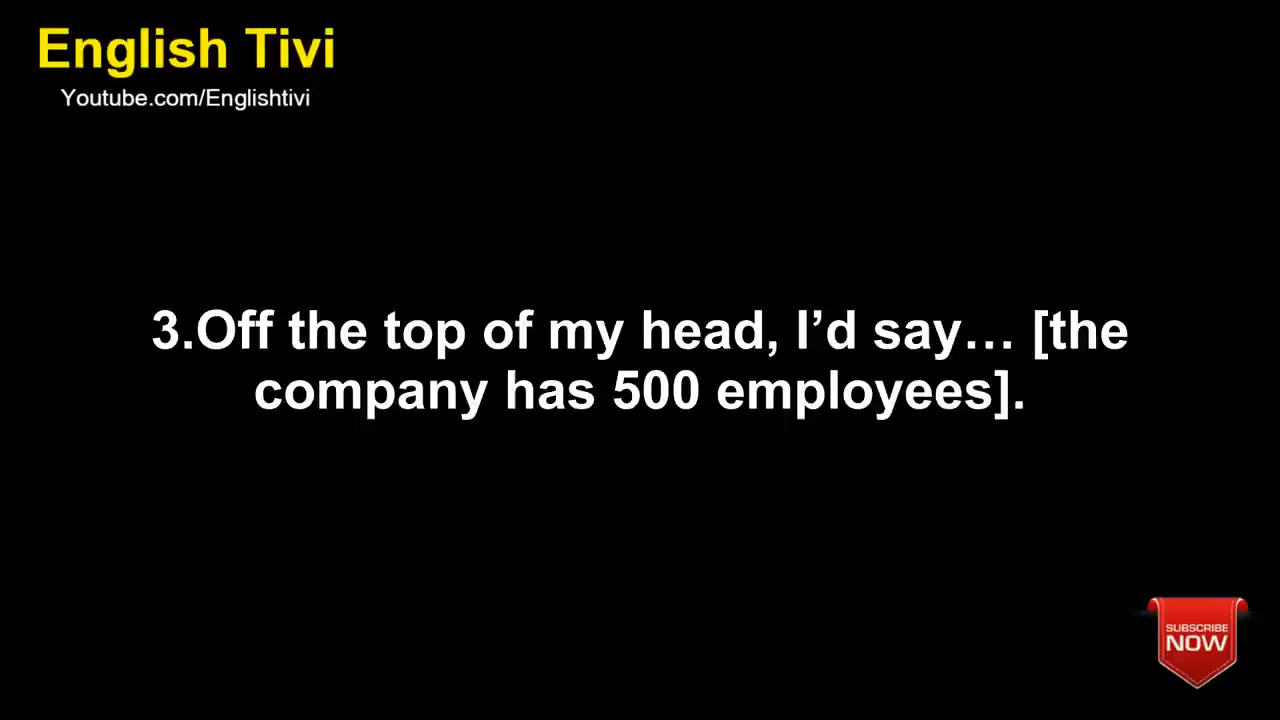 English Tivi
Youtube.com/Englishtivi
3.Off the top of my head, I’d say… [the
company has 500 employees].
SUBSCRIBE
NOW